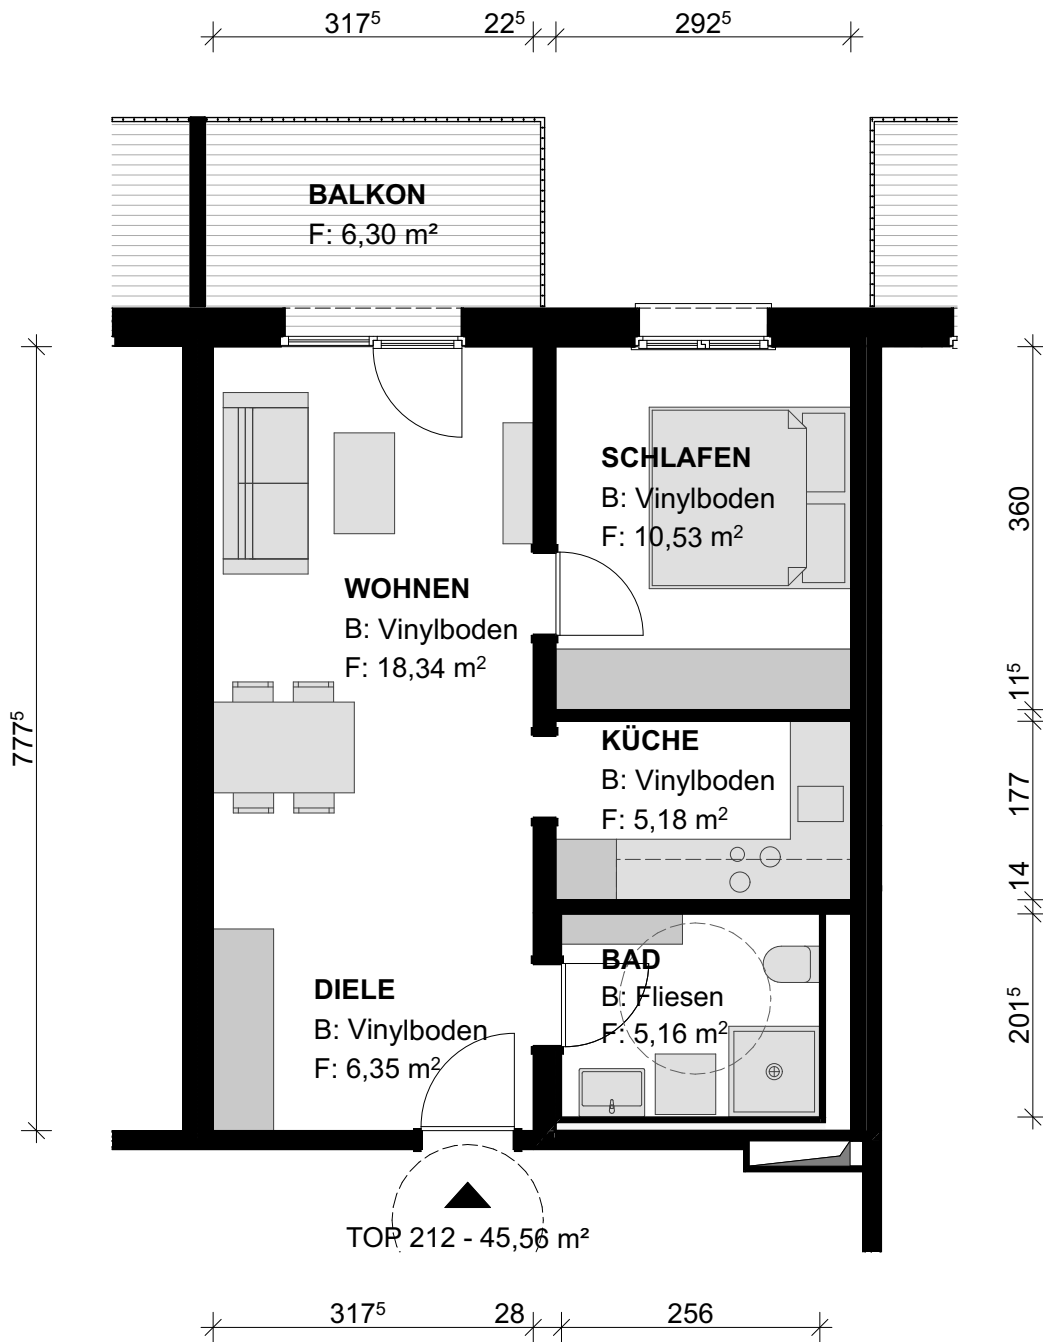 317⁵ 22⁵ 292⁵
BALKON
F: 6,30 m²
SCHLAFEN
B: Vinylboden
F: 10,53 m²
360
WOHNEN
B: Vinylboden
F: 18,34 m²
11⁵
777⁵
KÜCHE
B: Vinylboden
F: 5,18 m²
177
14
BAD
B: Fliesen
F: 5,16 m²
201⁵
DIELE
B: Vinylboden
F: 6,35 m²
TOP 212 - 45,56 m²
317⁵ 28 256